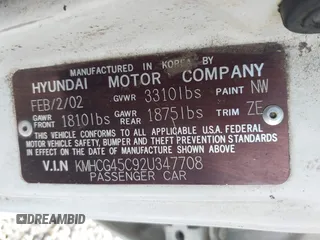 MANUFACTURED IN KOREA BY
HYUNDAI MOTOR COMPANY
FEB/2/02 GVWR 3310lbs PAINT NW
GAWR FRONT 1810lbs GAWR REAR 1875lbs TRIM ZE
THIS VEHICLE CONFORMS TO ALL APPLICABLE U.S. FEDERAL
MOTOR VEHICLE SAFETY, BUMPER AND THEFT PREVENTION STANDARDS
IN EFFECT ON THE DATE OF MANUFACTURE SHOWN ABOVE.
V.I.N KMHCG45C92U347708
PASSENGER CAR
DREAMBID